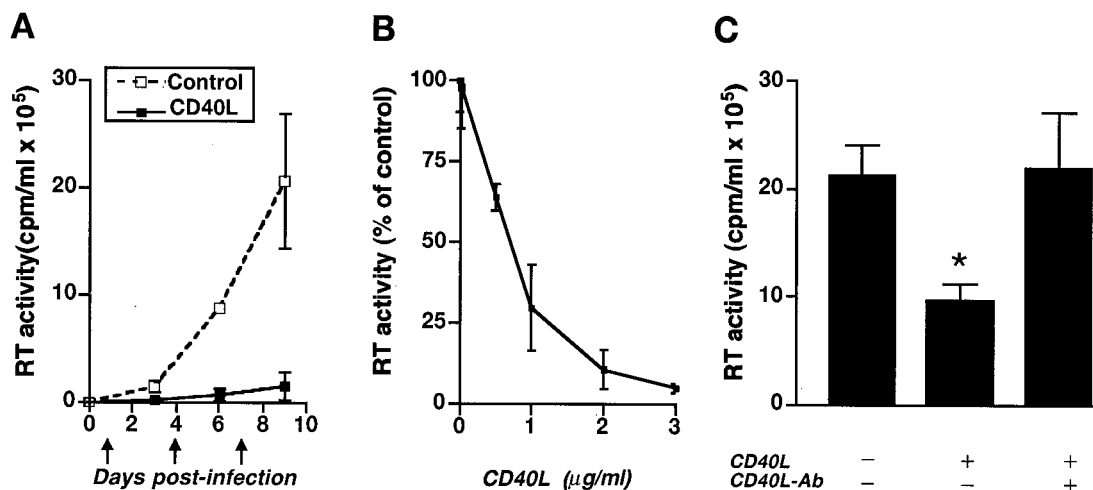 A
RT activity(cpm/ml x 10⁵)
30
20
10
0
Control
CD40L
0 2 4 6 8 10
Days post-infection
B
RT activity (% of control)
100
75
50
25
0 1 2 3
CD40L (μg/ml)
C
RT activity (cpm/ml x 10⁵)
30
20
10
0
*
CD40L − + +
CD40L-Ab − − +